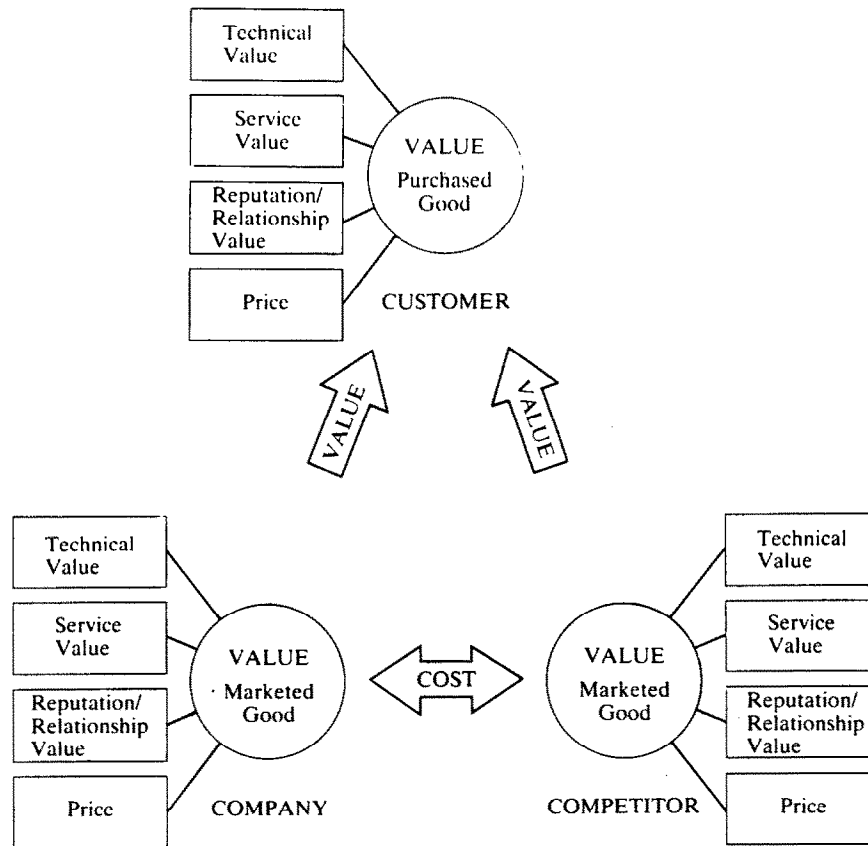 Technical
Value
Service
Value
Reputation/
Relationship
Value
Price
VALUE
Purchased
Good
CUSTOMER
VALUE
VALUE
Technical
Value
Service
Value
Reputation/
Relationship
Value
Price
VALUE
Marketed
Good
COMPANY
COST
VALUE
Marketed
Good
COMPETITOR
Technical
Value
Service
Value
Reputation/
Relationship
Value
Price